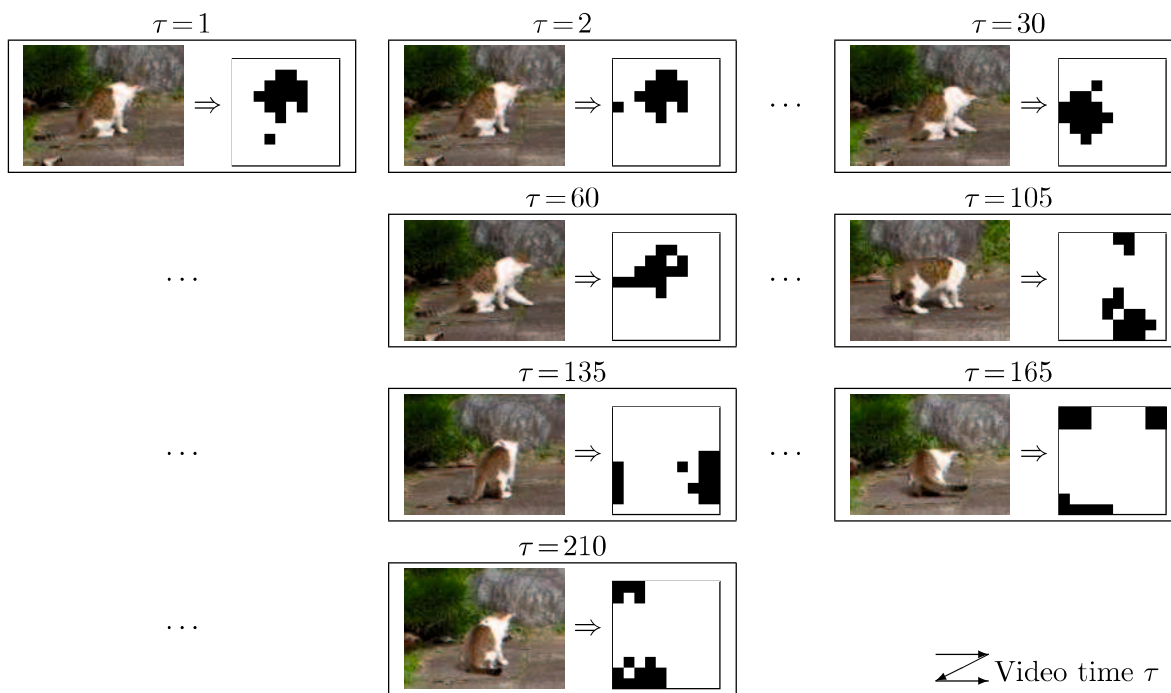 τ = 1
τ = 2
τ = 30
⇒
⇒
· · ·
⇒
τ = 60
τ = 105
· · ·
⇒
· · ·
⇒
τ = 135
τ = 165
· · ·
⇒
· · ·
⇒
τ = 210
· · ·
⇒
Video time τ